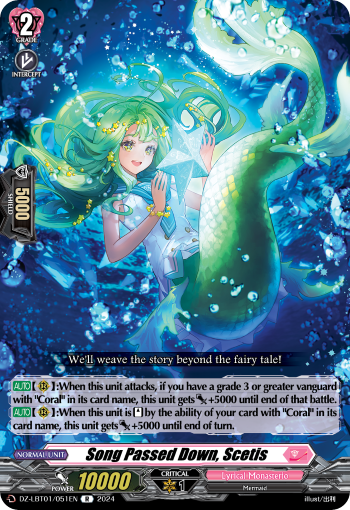 2
GRADE
INTERCEPT
5000
SHIELD
We'll weave the story beyond the fairy tale!
AUTO【 】:When this unit attacks, if you have a grade 3 or greater vanguard
with "Coral" in its card name, this unit gets +5000 until end of that battle.
AUTO【 】:When this unit is by the ability of your card with "Coral" in its
card name, this unit gets +5000 until end of turn.
NORMAL UNIT
Song Passed Down, Scetis
POWER
10000
CRITICAL
1
Lyrical Monasterio
Mermaid
D
DZ-LBT01/051EN R 2024
illust/出利